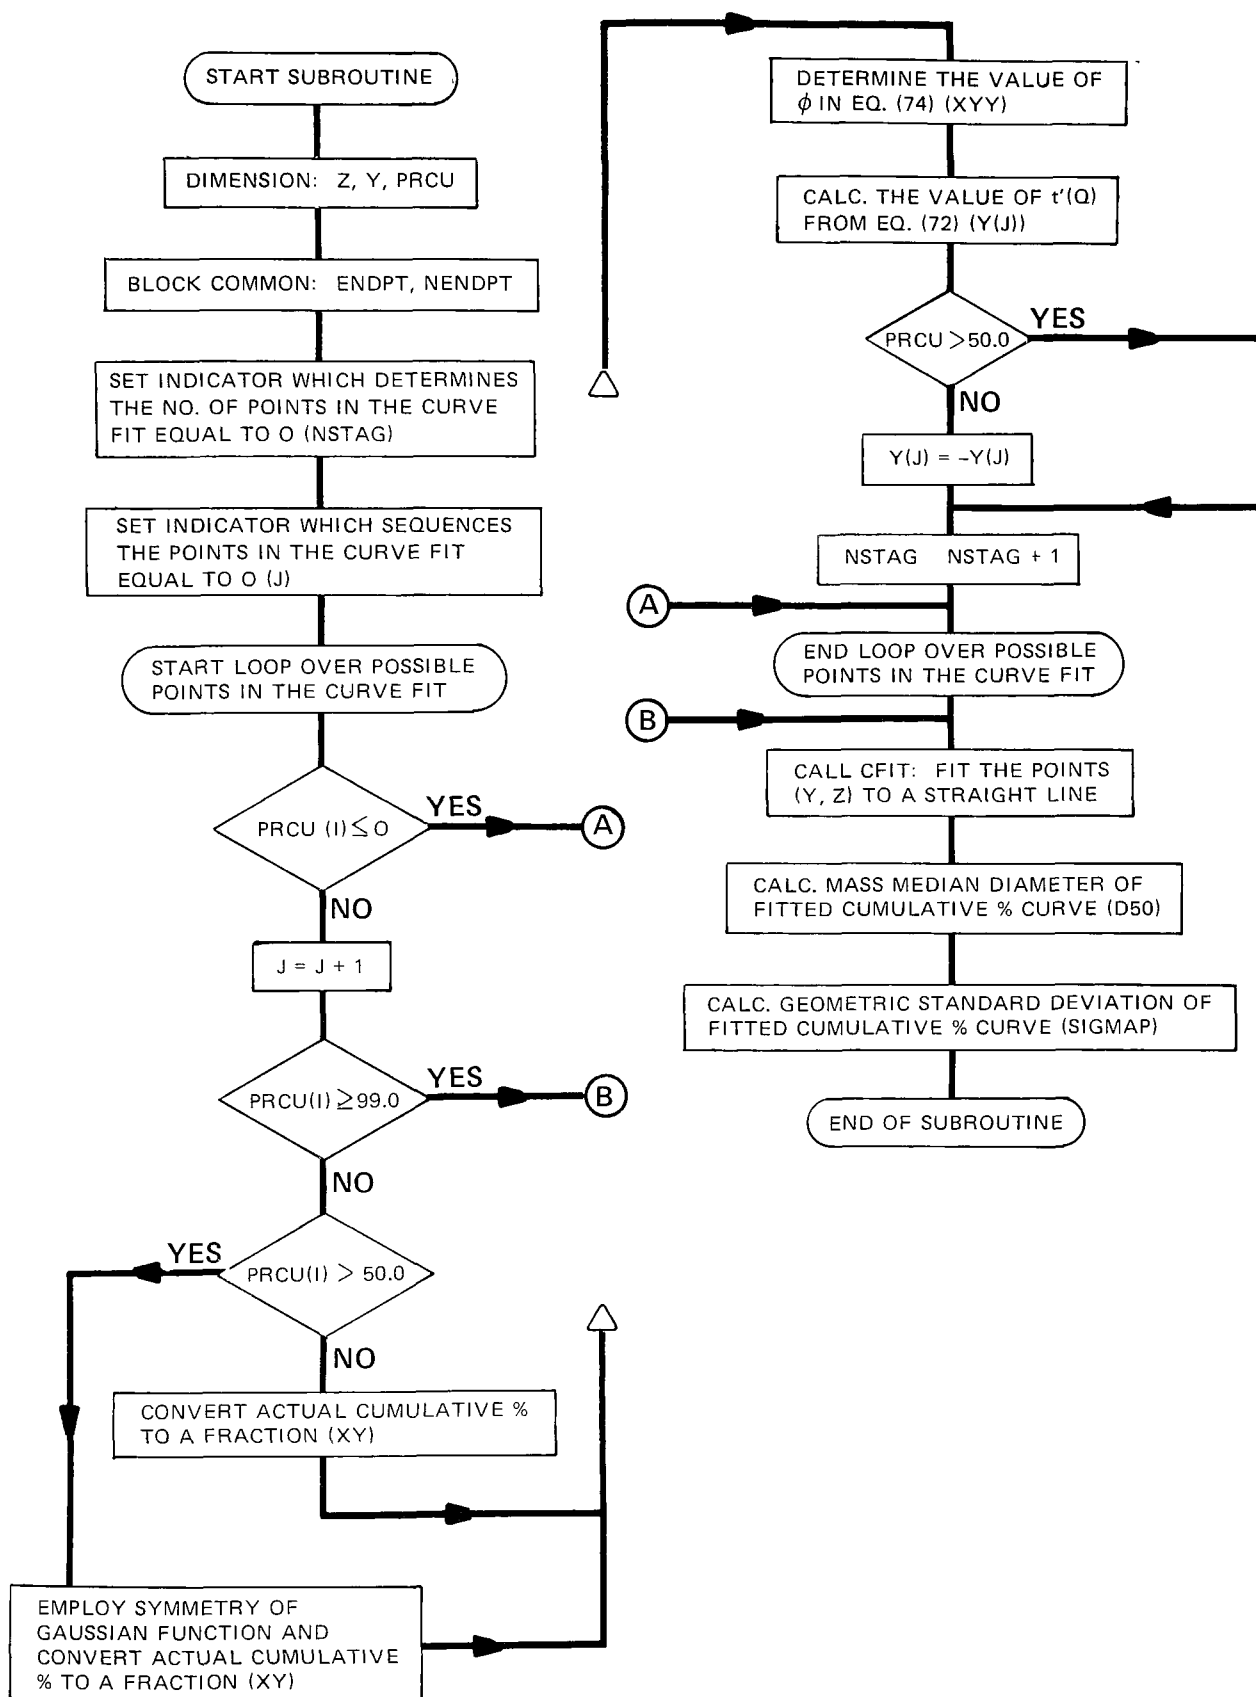 START SUBROUTINE
DIMENSION: Z, Y, PRCU
BLOCK COMMON: ENDPT, NENDPT
SET INDICATOR WHICH DETERMINES
THE NO. OF POINTS IN THE CURVE
FIT EQUAL TO O (NSTAG)
SET INDICATOR WHICH SEQUENCES
THE POINTS IN THE CURVE FIT
EQUAL TO O (J)
START LOOP OVER POSSIBLE
POINTS IN THE CURVE FIT
PRCU (I) ≤ O
YES
A
NO
J = J + 1
PRCU(I) ≥ 99.0
YES
B
NO
PRCU(I) > 50.0
YES
NO
CONVERT ACTUAL CUMULATIVE %
TO A FRACTION (XY)
EMPLOY SYMMETRY OF
GAUSSIAN FUNCTION AND
CONVERT ACTUAL CUMULATIVE
% TO A FRACTION (XY)
DETERMINE THE VALUE OF
ϕ IN EQ. (74) (XYY)
CALC. THE VALUE OF t'(Q)
FROM EQ. (72) (Y(J))
PRCU > 50.0
YES
NO
Y(J) = –Y(J)
NSTAG NSTAG + 1
A
END LOOP OVER POSSIBLE
POINTS IN THE CURVE FIT
B
CALL CFIT: FIT THE POINTS
(Y, Z) TO A STRAIGHT LINE
CALC. MASS MEDIAN DIAMETER OF
FITTED CUMULATIVE % CURVE (D50)
CALC. GEOMETRIC STANDARD DEVIATION OF
FITTED CUMULATIVE % CURVE (SIGMAP)
END OF SUBROUTINE